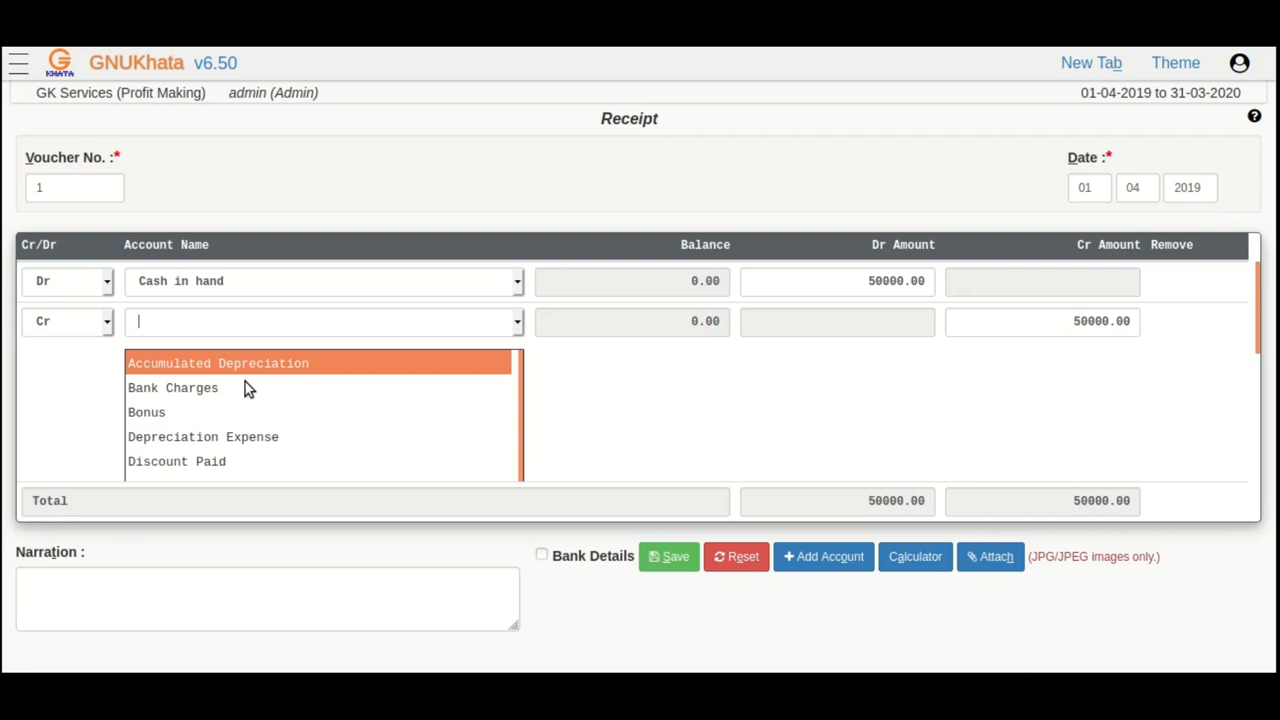 KHATA GNUKhata v6.50 New Tab Theme
GK Services (Profit Making) admin (Admin) 01-04-2019 to 31-03-2020
Receipt
Voucher No. :* Date :*
1 01 04 2019
Cr/Dr Account Name Balance Dr Amount Cr Amount Remove
Dr Cash in hand 0.00 50000.00
Cr 0.00 50000.00
Accumulated Depreciation
Bank Charges
Bonus
Depreciation Expense
Discount Paid
Total 50000.00 50000.00
Narration : Bank Details Save Reset + Add Account Calculator Attach (JPG/JPEG images only.)